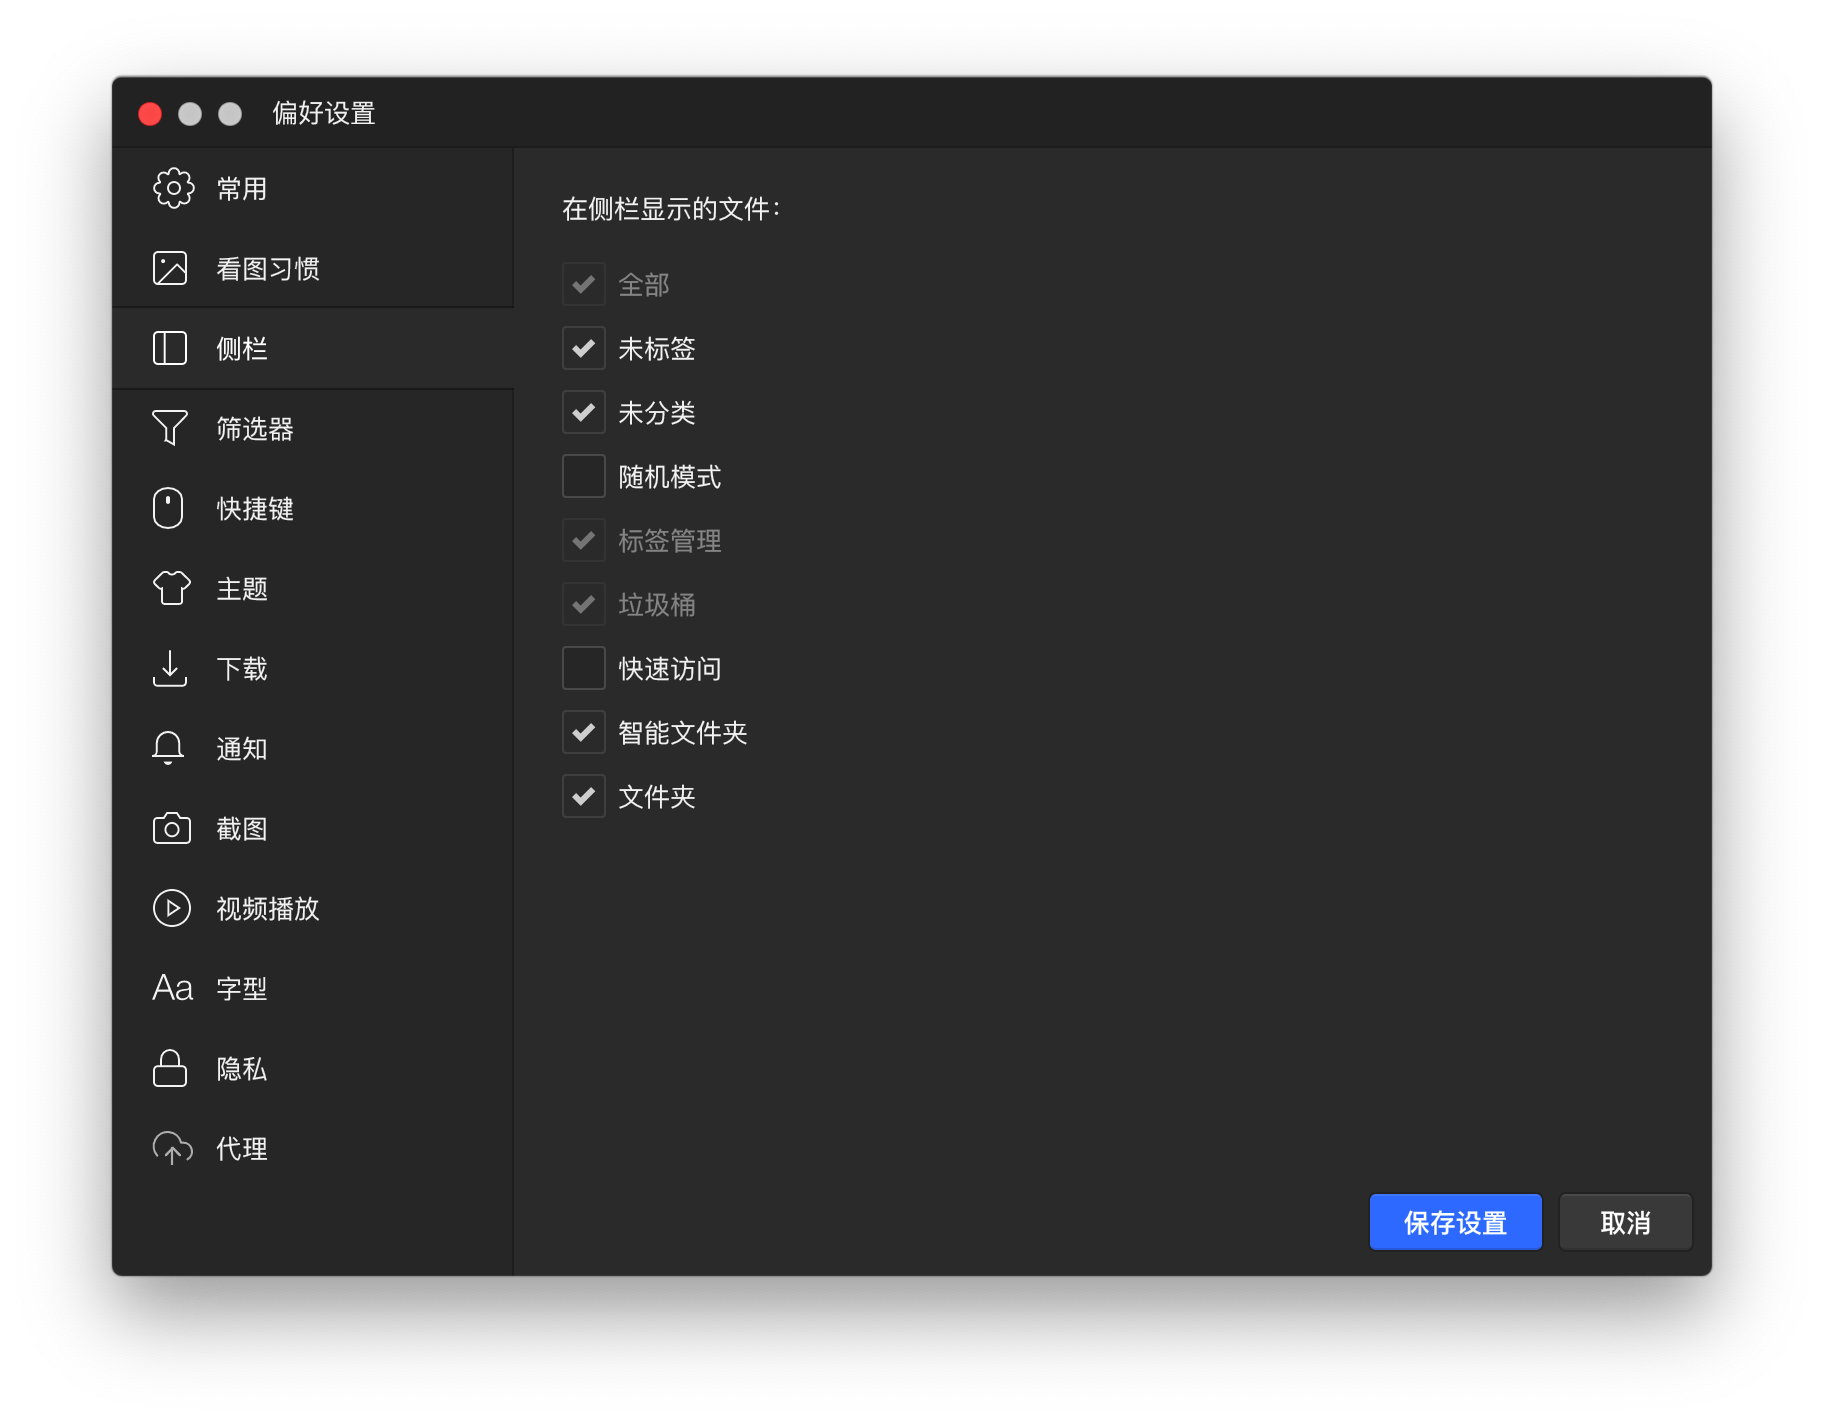 偏好设置
常用
看图习惯
侧栏
筛选器
快捷键
主题
下载
通知
截图
视频播放
Aa 字型
隐私
代理
在侧栏显示的文件：
全部
未标签
未分类
随机模式
标签管理
垃圾桶
快速访问
智能文件夹
文件夹
保存设置
取消